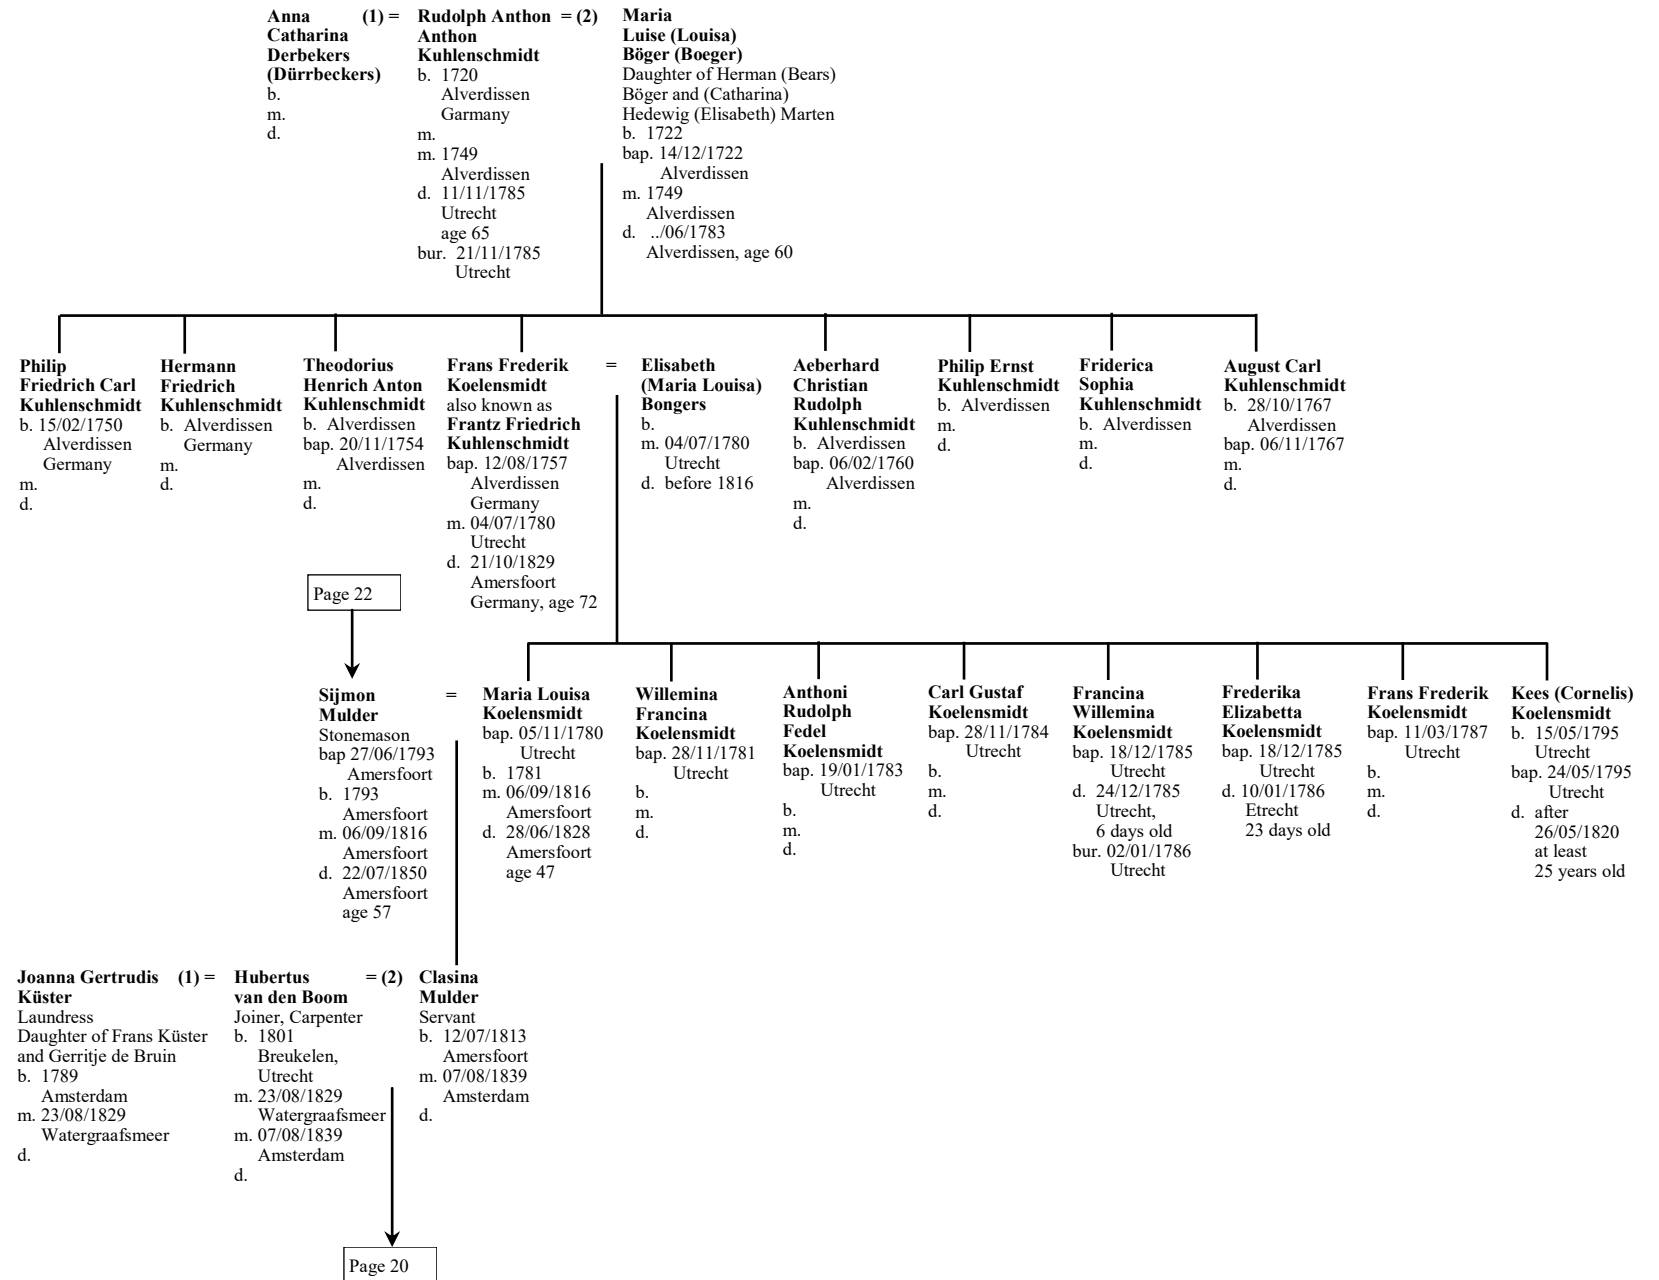 Anna (1) =
Catharina
Derbekers
(Dürrbeckers)
b.
m.
d.
Rudolph Anthon = (2)
Anthon
Kuhlenschmidt
b. 1720
Alverdissen
Garmany
m.
m. 1749
Alverdissen
d. 11/11/1785
Utrecht
age 65
bur. 21/11/1785
Utrecht
Maria
Luise (Louisa)
Böger (Boeger)
Daughter of Herman (Bears)
Böger and (Catharina)
Hedewig (Elisabeth) Marten
b. 1722
bap. 14/12/1722
Alverdissen
m. 1749
Alverdissen
d. ../06/1783
Alverdissen, age 60
Philip
Friedrich Carl
Kuhlenschmidt
b. 15/02/1750
Alverdissen
Germany
m.
d.
Hermann
Friedrich
Kuhlenschmidt
b. Alverdissen
Germany
m.
d.
Theodorius
Henrich Anton
Kuhlenschmidt
b. Alverdissen
bap. 20/11/1754
Alverdissen
m.
d.
Frans Frederik =
Koelensmidt
also known as
Frantz Friedrich
Kuhlenschmidt
bap. 12/08/1757
Alverdissen
Germany
m. 04/07/1780
Utrecht
d. 21/10/1829
Amersfoort
Germany, age 72
Elisabeth
(Maria Louisa)
Bongers
b.
m. 04/07/1780
Utrecht
d. before 1816
Aeberhard
Christian
Rudolph
Kuhlenschmidt
b. Alverdissen
bap. 06/02/1760
Alverdissen
m.
d.
Philip Ernst
Kuhlenschmidt
b. Alverdissen
m.
d.
Friderica
Sophia
Kuhlenschmidt
b. Alverdissen
m.
d.
August Carl
Kuhlenschmidt
b. 28/10/1767
Alverdissen
bap. 06/11/1767
m.
d.
Page 22
Sijmon =
Mulder
Stonemason
bap 27/06/1793
Amersfoort
b. 1793
Amersfoort
m. 06/09/1816
Amersfoort
d. 22/07/1850
Amersfoort
age 57
Maria Louisa
Koelensmidt
bap. 05/11/1780
Utrecht
b. 1781
m. 06/09/1816
Amersfoort
d. 28/06/1828
Amersfoort
age 47
Willemina
Francina
Koelensmidt
bap. 28/11/1781
Utrecht
b.
m.
d.
Anthoni
Rudolph
Fedel
Koelensmidt
bap. 19/01/1783
Utrecht
b.
m.
d.
Carl Gustaf
Koelensmidt
bap. 28/11/1784
Utrecht
b.
m.
d.
Francina
Willemina
Koelensmidt
bap. 18/12/1785
Utrecht
d. 24/12/1785
Utrecht,
6 days old
bur. 02/01/1786
Utrecht
Frederika
Elizabetta
Koelensmidt
bap. 18/12/1785
Utrecht
d. 10/01/1786
Etrecht
23 days old
Frans Frederik
Koelensmidt
bap. 11/03/1787
Utrecht
b.
m.
d.
Kees (Cornelis)
Koelensmidt
b. 15/05/1795
Utrecht
bap. 24/05/1795
Utrecht
d. after
26/05/1820
at least
25 years old
Joanna Gertrudis (1) =
Küster
Laundress
Daughter of Frans Küster
and Gerritje de Bruin
b. 1789
Amsterdam
m. 23/08/1829
Watergraafsmeer
d.
Hubertus = (2)
van den Boom
Joiner, Carpenter
b. 1801
Breukelen,
Utrecht
m. 23/08/1829
Watergraafsmeer
m. 07/08/1839
Amsterdam
d.
Clasina
Mulder
Servant
b. 12/07/1813
Amersfoort
m. 07/08/1839
Amsterdam
d.
Page 20